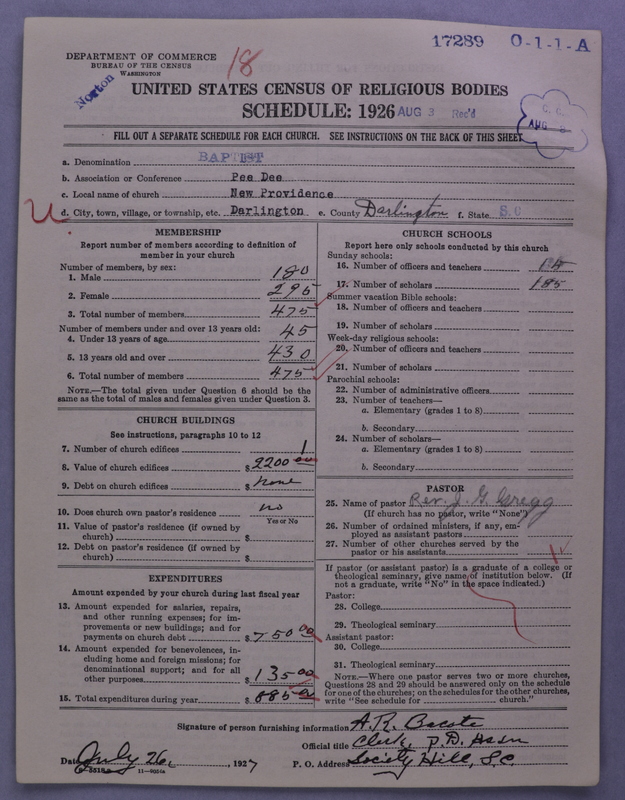 17289 0-1-1-A
DEPARTMENT OF COMMERCE
BUREAU OF THE CENSUS
WASHINGTON
18
Norton
UNITED STATES CENSUS OF RELIGIOUS BODIES
SCHEDULE: 1926 AUG 3 Rec'd
C. C.
AUG
FILL OUT A SEPARATE SCHEDULE FOR EACH CHURCH. SEE INSTRUCTIONS ON THE BACK OF THIS SHEET
a. Denomination BAPTIST
b. Association or Conference Pee Dee
c. Local name of church New Providence
d. City, town, village, or township, etc. Darlington e. County Darlington f. State S.C
MEMBERSHIP
Report number of members according to definition of
member in your church
Number of members, by sex:
1. Male 180
2. Female 295
3. Total number of members 475
Number of members under and over 13 years old:
4. Under 13 years of age 45
5. 13 years old and over 430
6. Total number of members 475
NOTE.—The total given under Question 6 should be
same as the total of males and females given under Question 3.
CHURCH BUILDINGS
See instructions, paragraphs 10 to 12
7. Number of church edifices 1
8. Value of church edifices $ 2200 00
9. Debt on church edifices $ none
10. Does church own pastor's residence? no
Yes or No
11. Value of pastor's residence (if owned by
church) $
12. Debt on pastor's residence (if owned by
church) $
EXPENDITURES
Amount expended by your church during last fiscal year
13. Amount expended for salaries, repairs,
and other running expenses; for im-
provements or new buildings; and for
payments on church debt $ 750 00
14. Amount expended for benevolences, in-
cluding home and foreign missions; for
denominational support; and for all
other purposes $ 135 00
15. Total expenditures during year $ 885 00
CHURCH SCHOOLS
Report here only schools conducted by this church
Sunday schools:
16. Number of officers and teachers
17. Number of scholars 185
Summer vacation Bible schools:
18. Number of officers and teachers
19. Number of scholars
Week-day religious schools:
20. Number of officers and teachers
21. Number of scholars
Parochial schools:
22. Number of administrative officers
23. Number of teachers—
a. Elementary (grades 1 to 8)
b. Secondary
24. Number of scholars—
a. Elementary (grades 1 to 8)
b. Secondary
PASTOR
25. Name of pastor Rev. J. G. Gregg
(If church has no pastor, write "None")
26. Number of ordained ministers, if any, em-
ployed as assistant pastors
27. Number of other churches served by the
pastor or his assistants
If pastor (or assistant pastor) is a graduate of a college or
theological seminary, give name of institution below. (If
not a graduate, write "No" in the space indicated.)
Pastor:
28. College
29. Theological seminary
Assistant pastor:
30. College
31. Theological seminary
NOTE.—Where one pastor serves two or more churches,
Questions 28 and 29 should be answered only on the schedule
for one of the churches; on the schedules for the other churches,
write "See schedule for church."
Signature of person furnishing information A. R. Bacote
Official title Clerk, P.D. Assn
Date July 26, 1927 P. O. Address Society Hill, S.C.
11—9054a